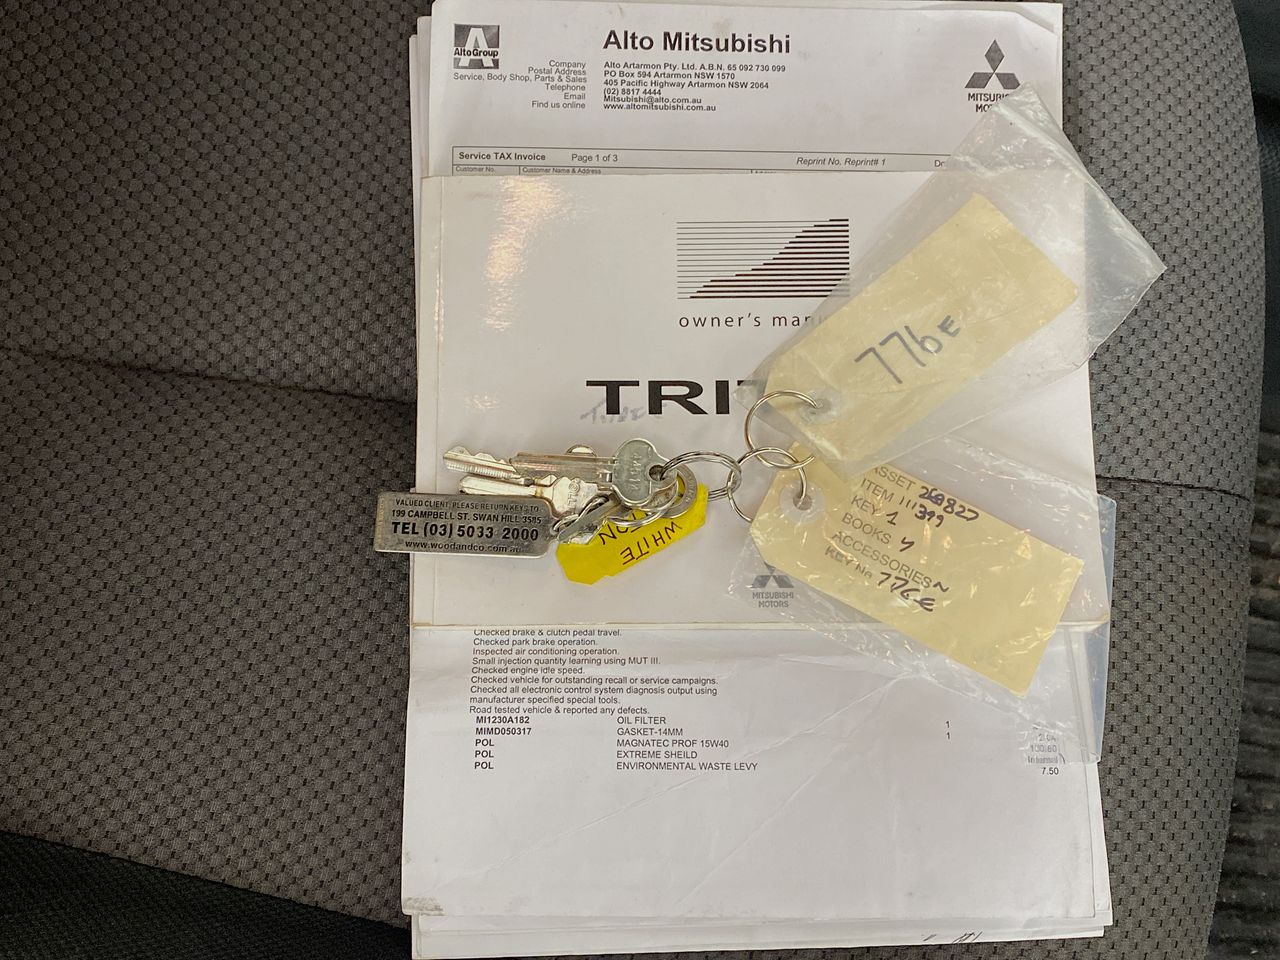 AltoGroup
Alto Mitsubishi
Company
Postal Address
Service, Body Shop, Parts & Sales
Telephone
Email
Find us online
Alto Artarmon Pty. Ltd. A.B.N. 65 092 730 099
PO Box 594 Artarmon NSW 1570
405 Pacific Highway Artarmon NSW 2064
(02) 8817 4444
Mitsubishi@alto.com.au
www.altomitsubishi.com.au
Service TAX Invoice Page 1 of 3 Reprint No. Reprint# 1
Customer No. Customer Name & Address
owner's
TRIT
776E
VALUED CLIENT, PLEASE RETURN KEYS TO
199 CAMPBELL ST. SWAN HILL 3585
TEL (03) 5033 2000
www.woodandco.com.au
WHITE
ASSET
ITEM 111399
KEY 1
BOOKS
ACCESSORIES
KEY No 776E
MITSUBISHI
MOTORS
Checked brake & clutch pedal travel.
Checked park brake operation.
Inspected air conditioning operation.
Small injection quantity learning using MUT III.
Checked engine idle speed.
Checked vehicle for outstanding recall or service campaigns.
Checked all electronic control system diagnosis output using
manufacturer specified special tools.
Road tested vehicle & reported any defects.
MI1230A182 OIL FILTER 1
MIMD050317 GASKET-14MM 1
POL MAGNATEC PROF 15W40
POL EXTREME SHEILD
POL ENVIRONMENTAL WASTE LEVY 7.50